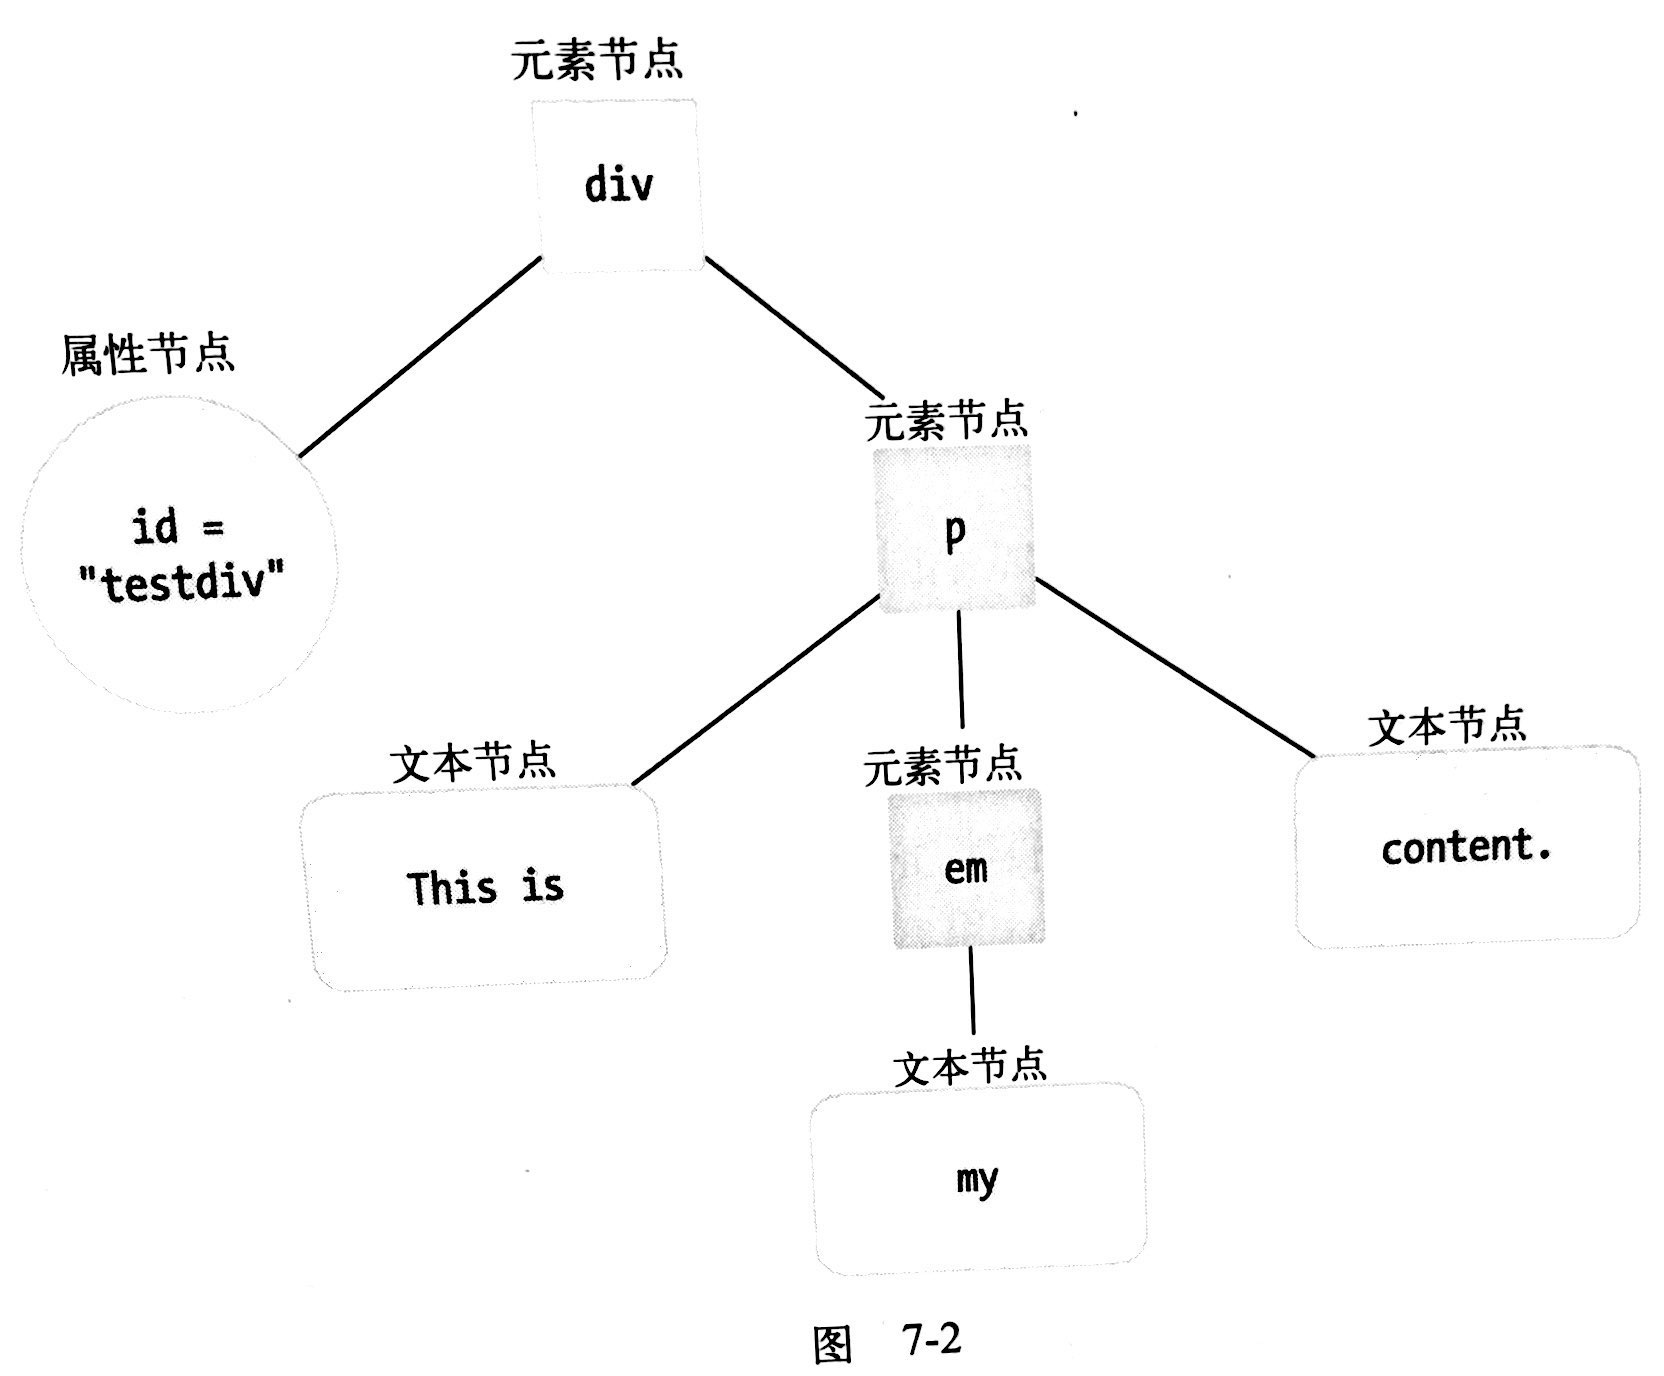 元素节点
div
属性节点
id =
"testdiv"
元素节点
p
文本节点
This is
元素节点
em
文本节点
content.
文本节点
my
图 7-2